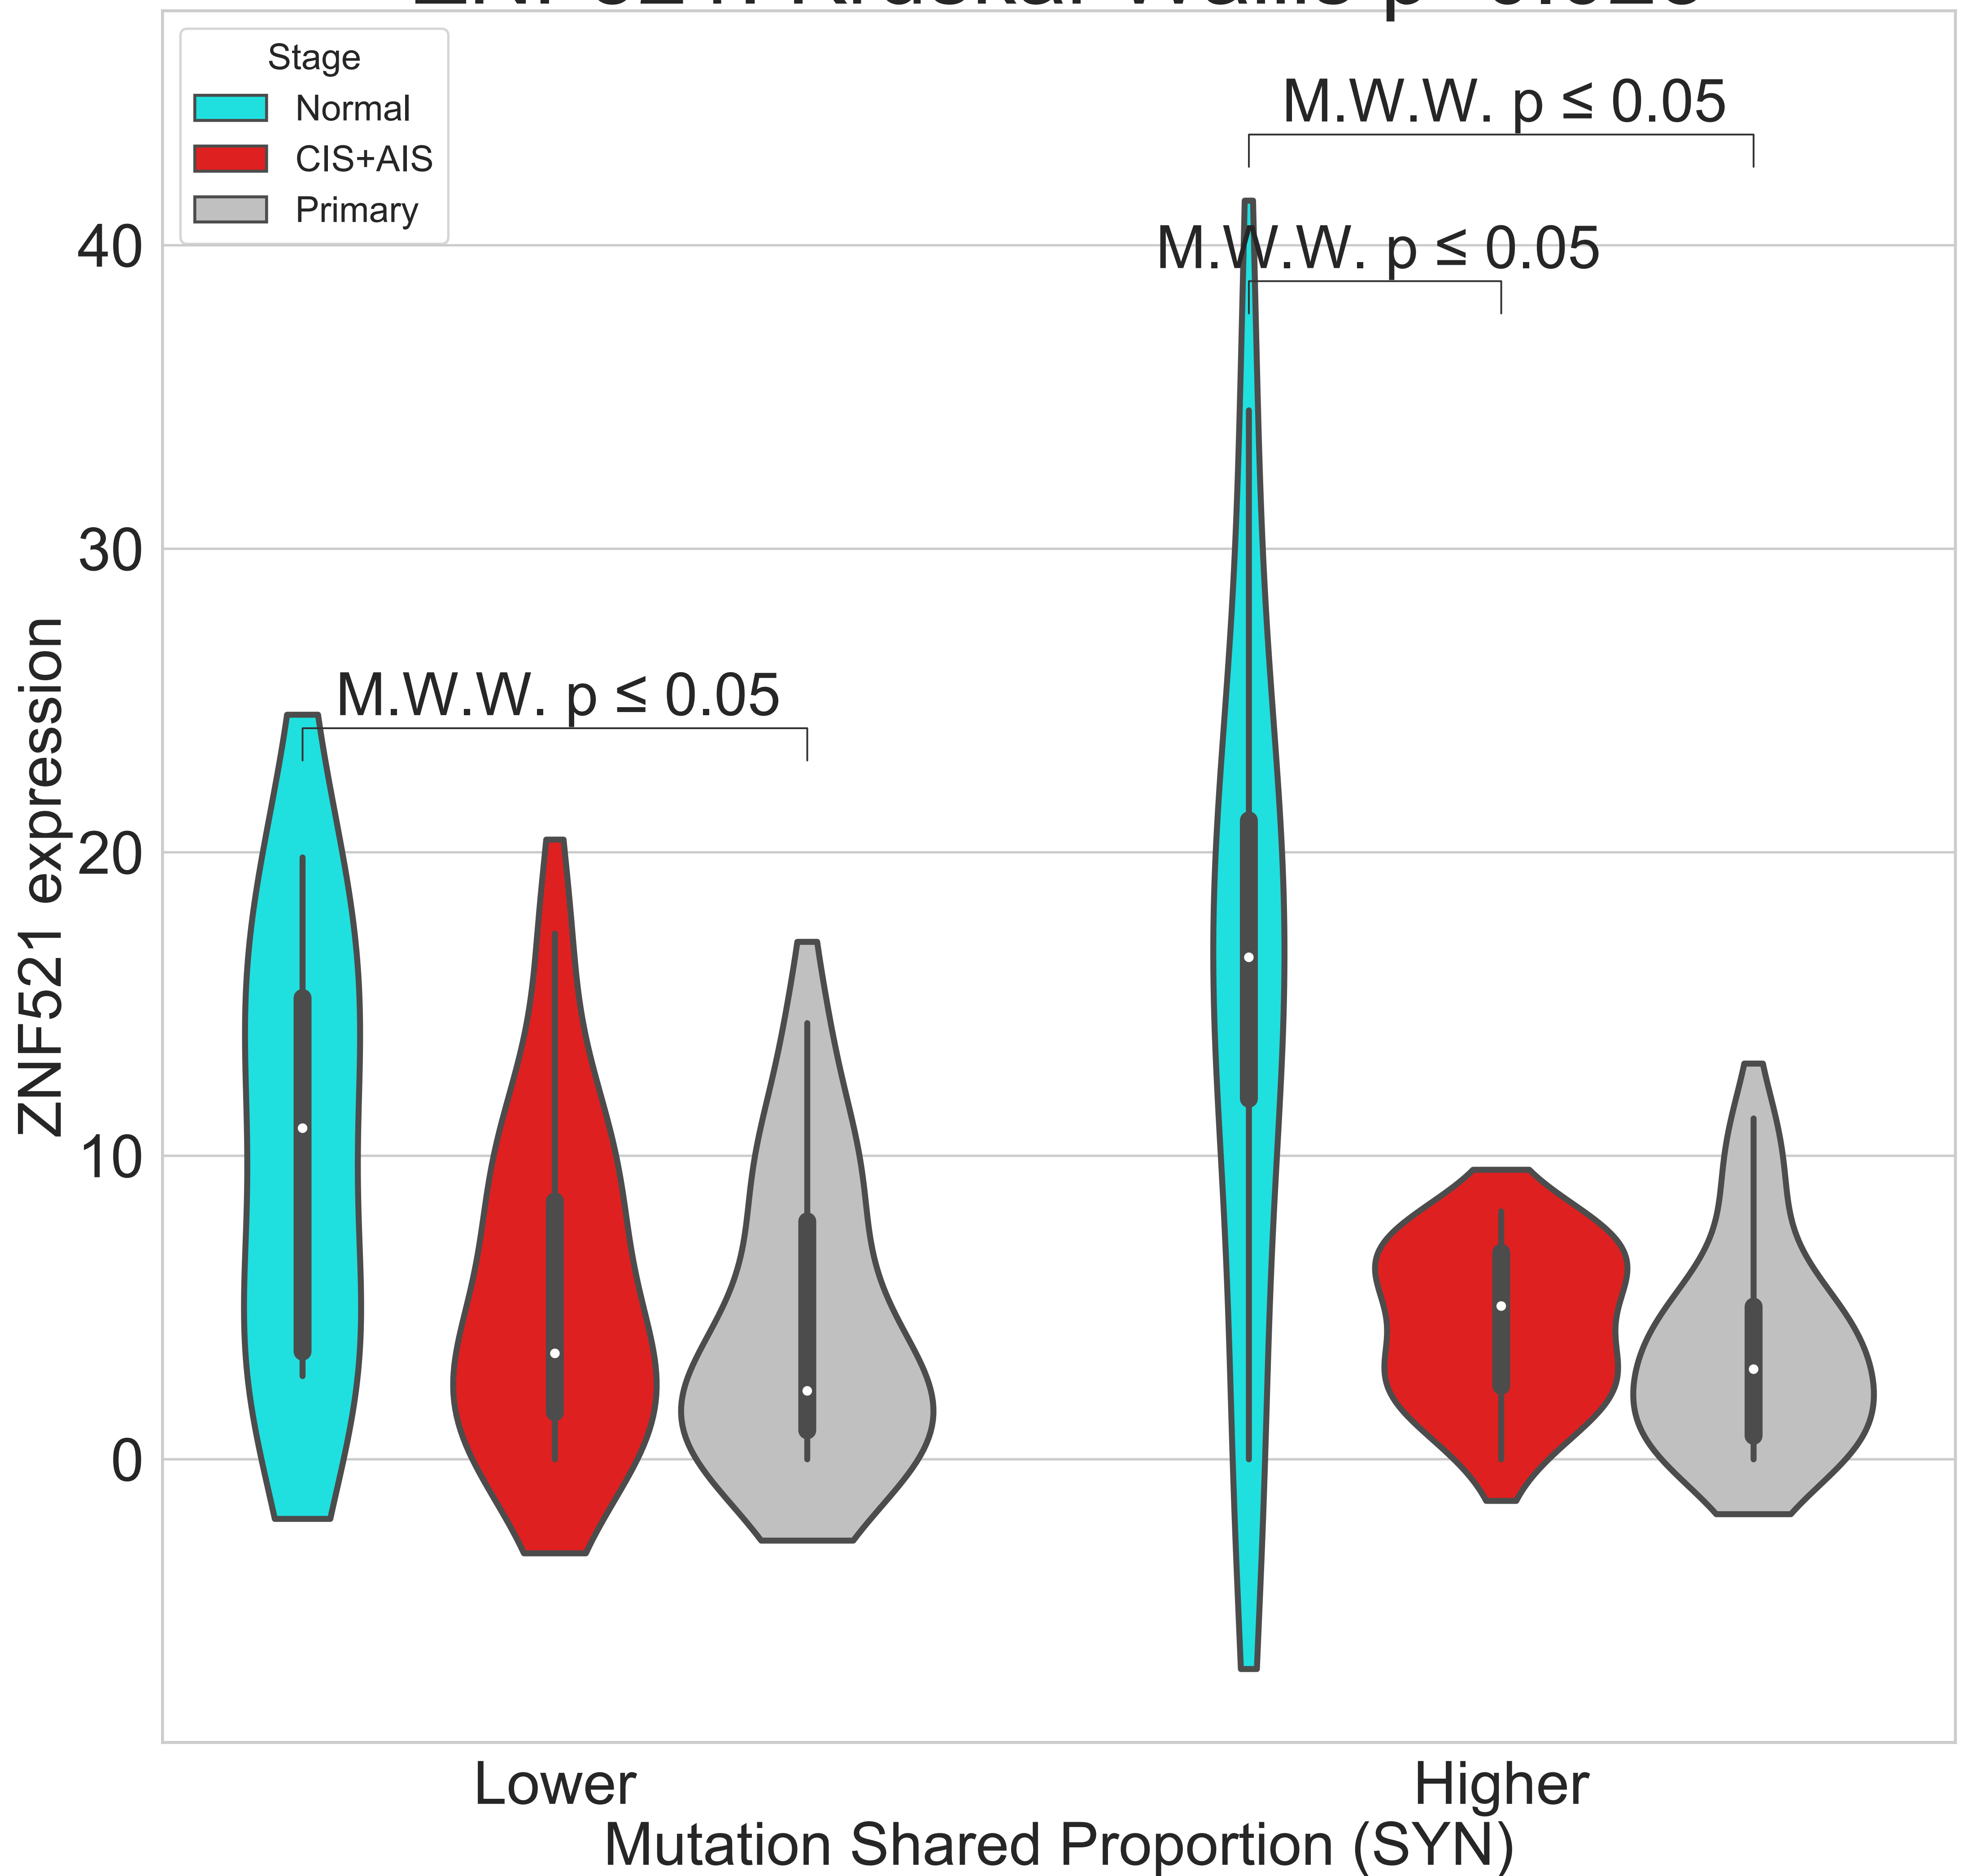 Stage
Normal
CIS+AIS
Primary
M.W.W. p ≤ 0.05
M.W.W. p ≤ 0.05
M.W.W. p ≤ 0.05
40
30
20
10
0
ZNF521 expression
Lower
Higher
Mutation Shared Proportion (SYN)